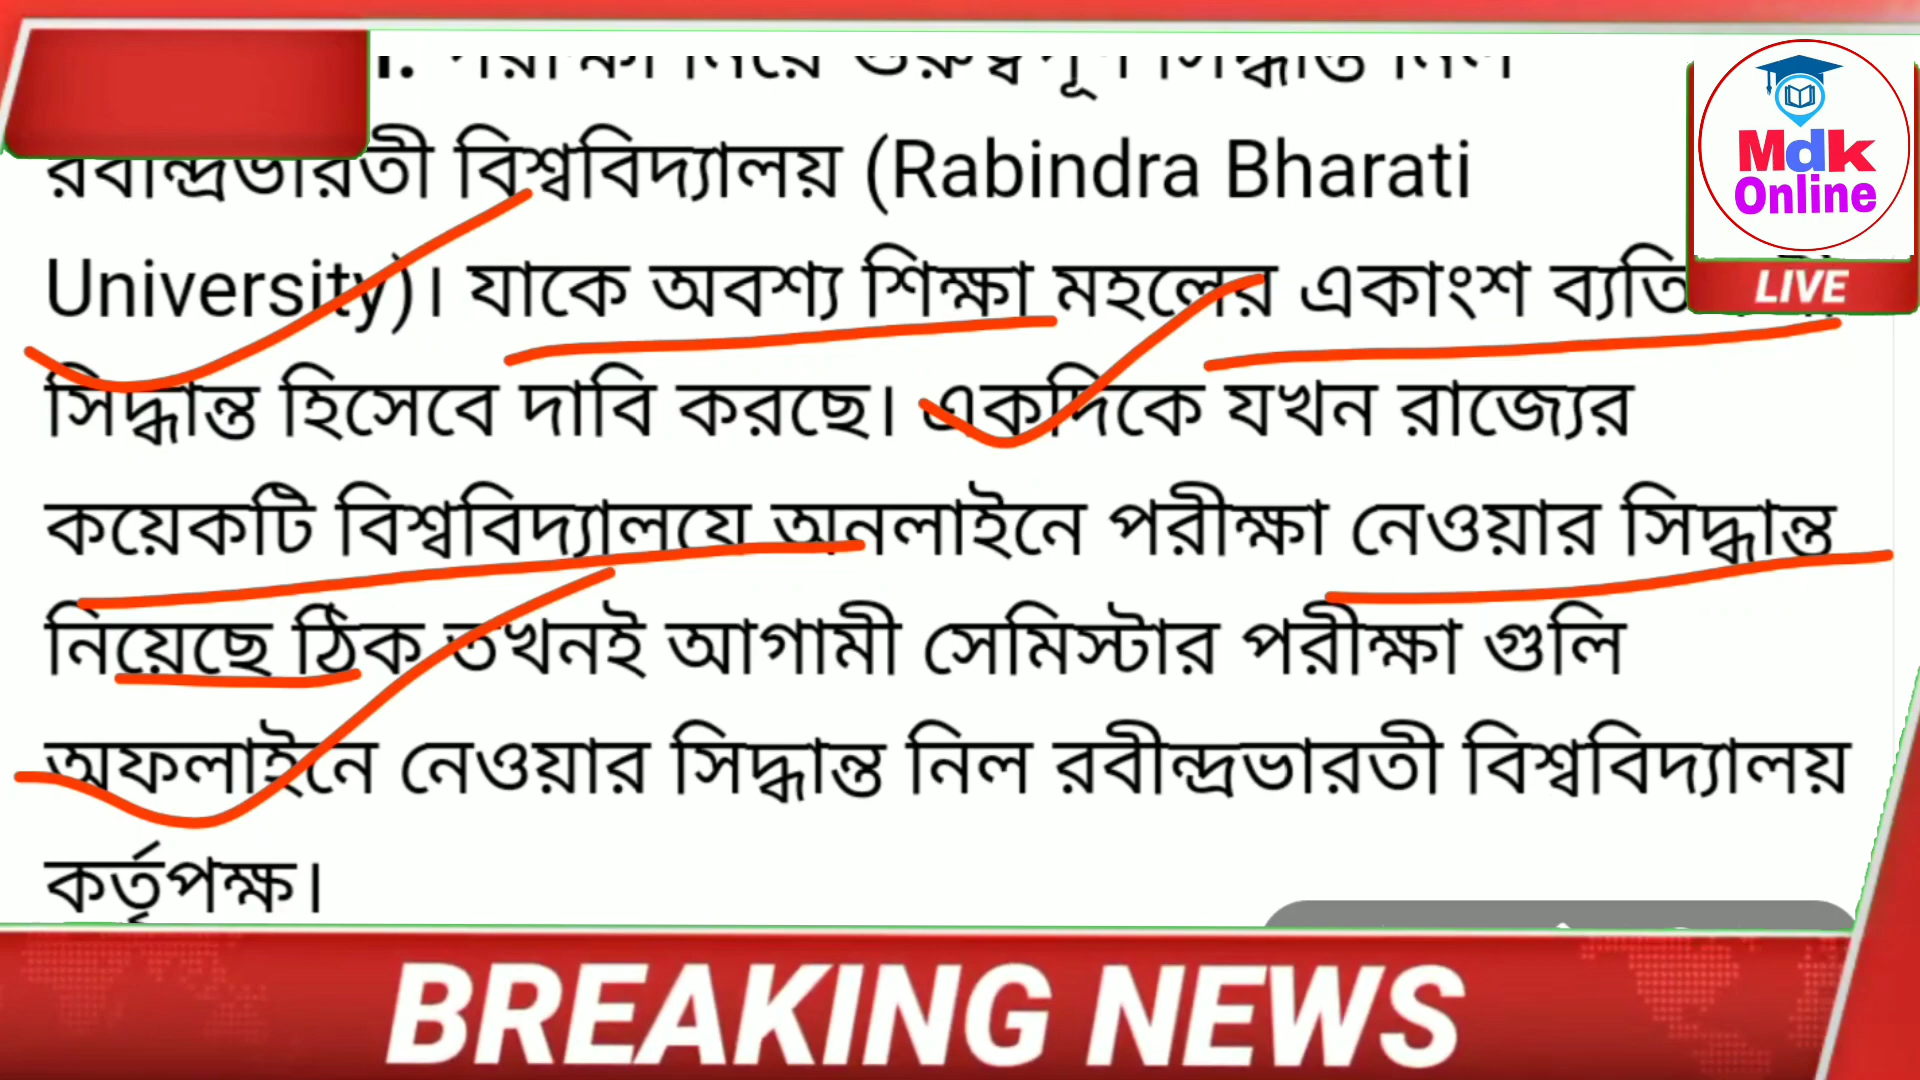 পরীক্ষা নিয়ে গুরুত্বপূর্ণ সিদ্ধান্ত নিল
রবীন্দ্রভারতী বিশ্ববিদ্যালয় (Rabindra Bharati
University)। যাকে অবশ্য শিক্ষা মহলের একাংশ
সিদ্ধান্ত হিসেবে দাবি করছে। একদিকে যখন রাজ্যের
কয়েকটি বিশ্ববিদ্যালয়ে অনলাইনে পরীক্ষা নেওয়ার সিদ্ধান্ত
নিয়েছে ঠিক তখনই আগামী সেমিস্টার পরীক্ষা গুলি
অফলাইনে নেওয়ার সিদ্ধান্ত নিল রবীন্দ্রভারতী বিশ্ববিদ্যালয়
কর্তৃপক্ষ।
Mdk
Online
LIVE
BREAKING NEWS